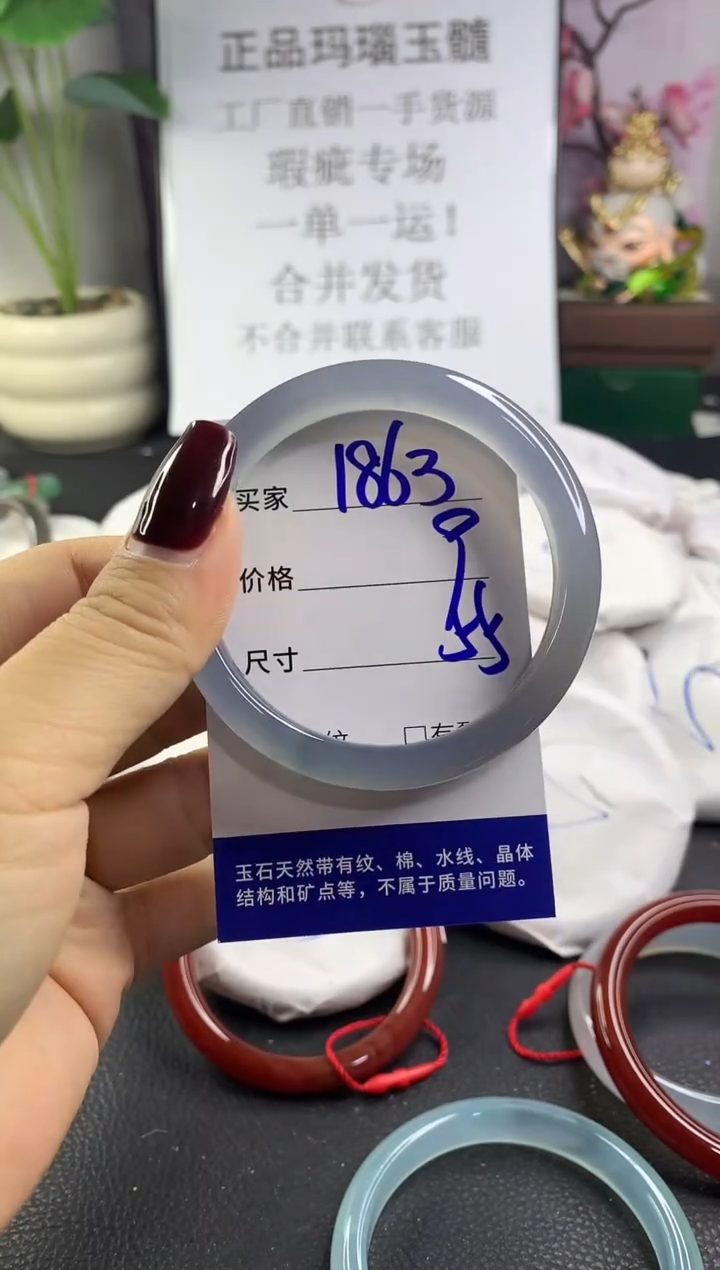 正品玛瑙玉髓
工厂直销一手货源
瑕疵专场
一单一运！
合并发货
不合并联系客服
买家 1863
价格
尺寸
纹 □有
玉石天然带有纹、棉、水线、晶体
结构和矿点等，不属于质量问题。